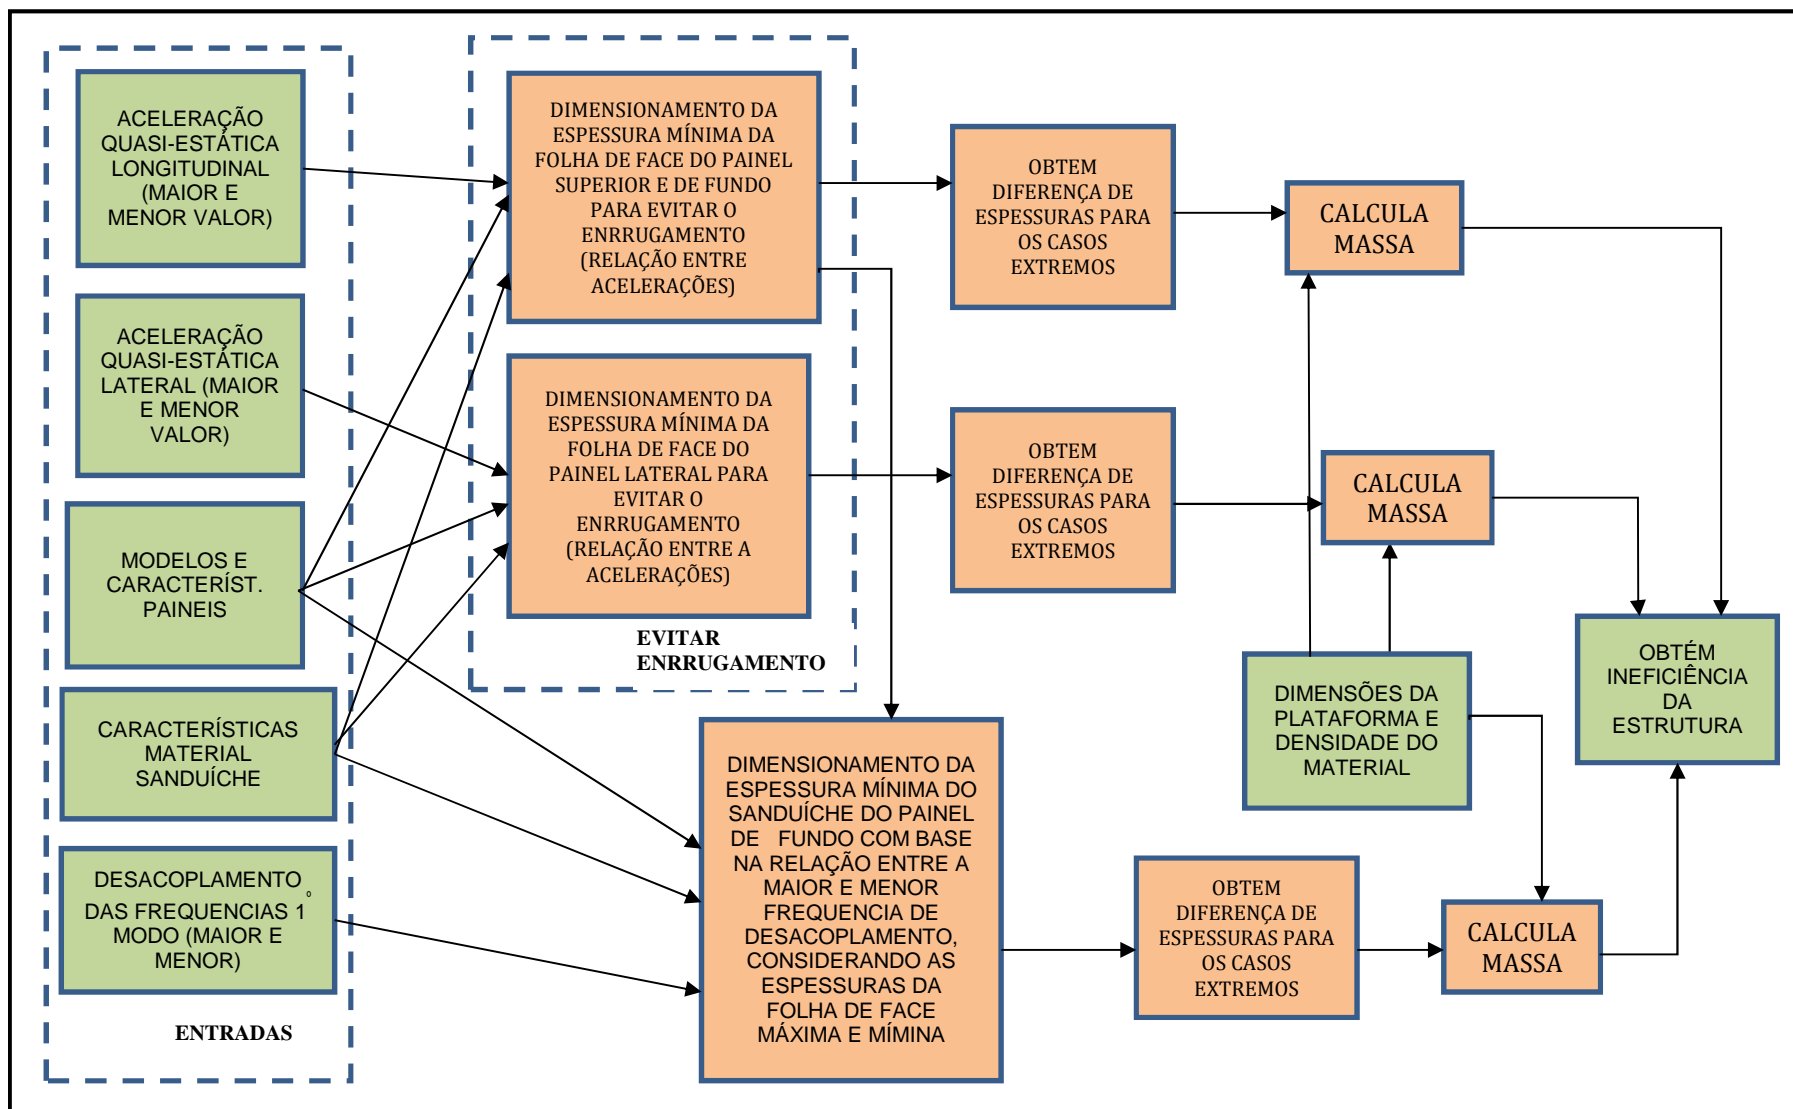 ACELERAÇÃO
QUASI-ESTÁTICA
LONGITUDINAL
(MAIOR E
MENOR VALOR)
ACELERAÇÃO
QUASI-ESTÁTICA
LATERAL (MAIOR
E MENOR
VALOR)
MODELOS E
CARACTERÍST.
PAINEIS
CARACTERÍSTICAS
MATERIAL
SANDUÍCHE
DESACOPLAMENTO
DAS FREQUENCIAS 1º
MODO (MAIOR E
MENOR)
ENTRADAS
DIMENSIONAMENTO DA
ESPESSURA MÍNIMA DA
FOLHA DE FACE DO PAINEL
SUPERIOR E DE FUNDO
PARA EVITAR O
ENRRUGAMENTO
(RELAÇÃO ENTRE
ACELERAÇÕES)
DIMENSIONAMENTO DA
ESPESSURA MÍNIMA DA
FOLHA DE FACE DO
PAINEL LATERAL PARA
EVITAR O
ENRRUGAMENTO
(RELAÇÃO ENTRE A
ACELERAÇÕES)
EVITAR
ENRRUGAMENTO
DIMENSIONAMENTO DA
ESPESSURA MÍNIMA DO
SANDUÍCHE DO PAINEL
DE FUNDO COM BASE
NA RELAÇÃO ENTRE A
MAIOR E MENOR
FREQUENCIA DE
DESACOPLAMENTO,
CONSIDERANDO AS
ESPESSURAS DA
FOLHA DE FACE
MÁXIMA E MÍMINA
OBTEM
DIFERENÇA DE
ESPESSURAS PARA
OS CASOS
EXTREMOS
OBTEM
DIFERENÇA DE
ESPESSURAS PARA
OS CASOS
EXTREMOS
OBTEM
DIFERENÇA DE
ESPESSURAS PARA
OS CASOS
EXTREMOS
CALCULA
MASSA
CALCULA
MASSA
DIMENSÕES DA
PLATAFORMA E
DENSIDADE DO
MATERIAL
CALCULA
MASSA
OBTÉM
INEFICIÊNCIA
DA
ESTRUTURA